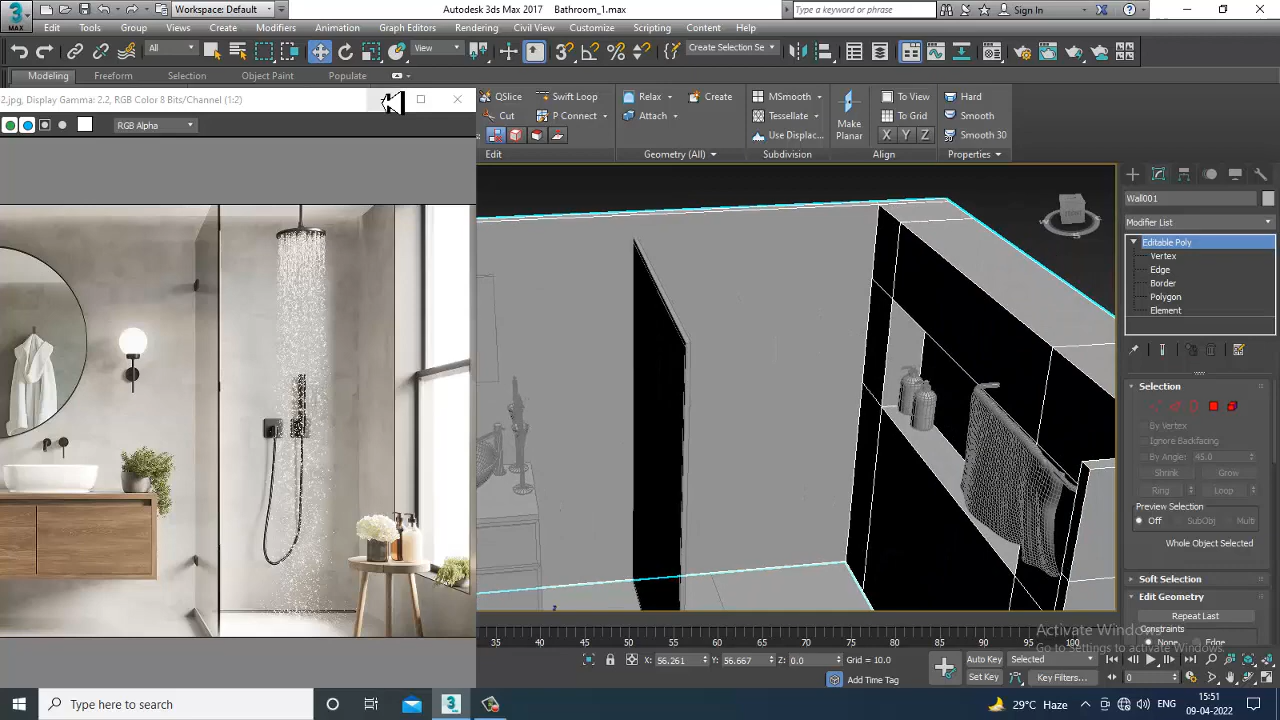 MAX
Workspace: Default
Autodesk 3ds Max 2017 Bathroom_1.max
Type a keyword or phrase
Sign In
Edit Tools Group Views Create Modifiers Animation Graph Editors Rendering Civil View Customize Scripting Content Help
All
View
Create Selection Se
Modeling Freeform Selection Object Paint Populate
2.jpg, Display Gamma: 2.2, RGB Color 8 Bits/Channel (1:2)
RGB Alpha
QSlice Swift Loop
Cut P Connect
Edit
Relax Create
Attach
Geometry (All)
MSmooth
Tessellate
Use Displac...
Subdivision
Make Planar
To View
To Grid
X Y Z
Align
Hard
Smooth
Smooth 30
Properties
Wall001
Modifier List
Editable Poly
Vertex
Edge
Border
Polygon
Element
Selection
By Vertex
Ignore Backfacing
By Angle: 45.0
Shrink Grow
Ring Loop
Preview Selection
Off SubObj Multi
Whole Object Selected
Soft Selection
Edit Geometry
Repeat Last
Constraints
None Edge
Activate Windows
Go to Settings to activate Windows.
35 40 45 50 55 60 65 70 75 80 85 90 95 100
X: 56.261 Y: 56.667 Z: 0.0 Grid = 10.0
Add Time Tag
Auto Key Selected
Set Key Key Filters...
0
Type here to search
29°C Haze
ENG
15:51
09-04-2022